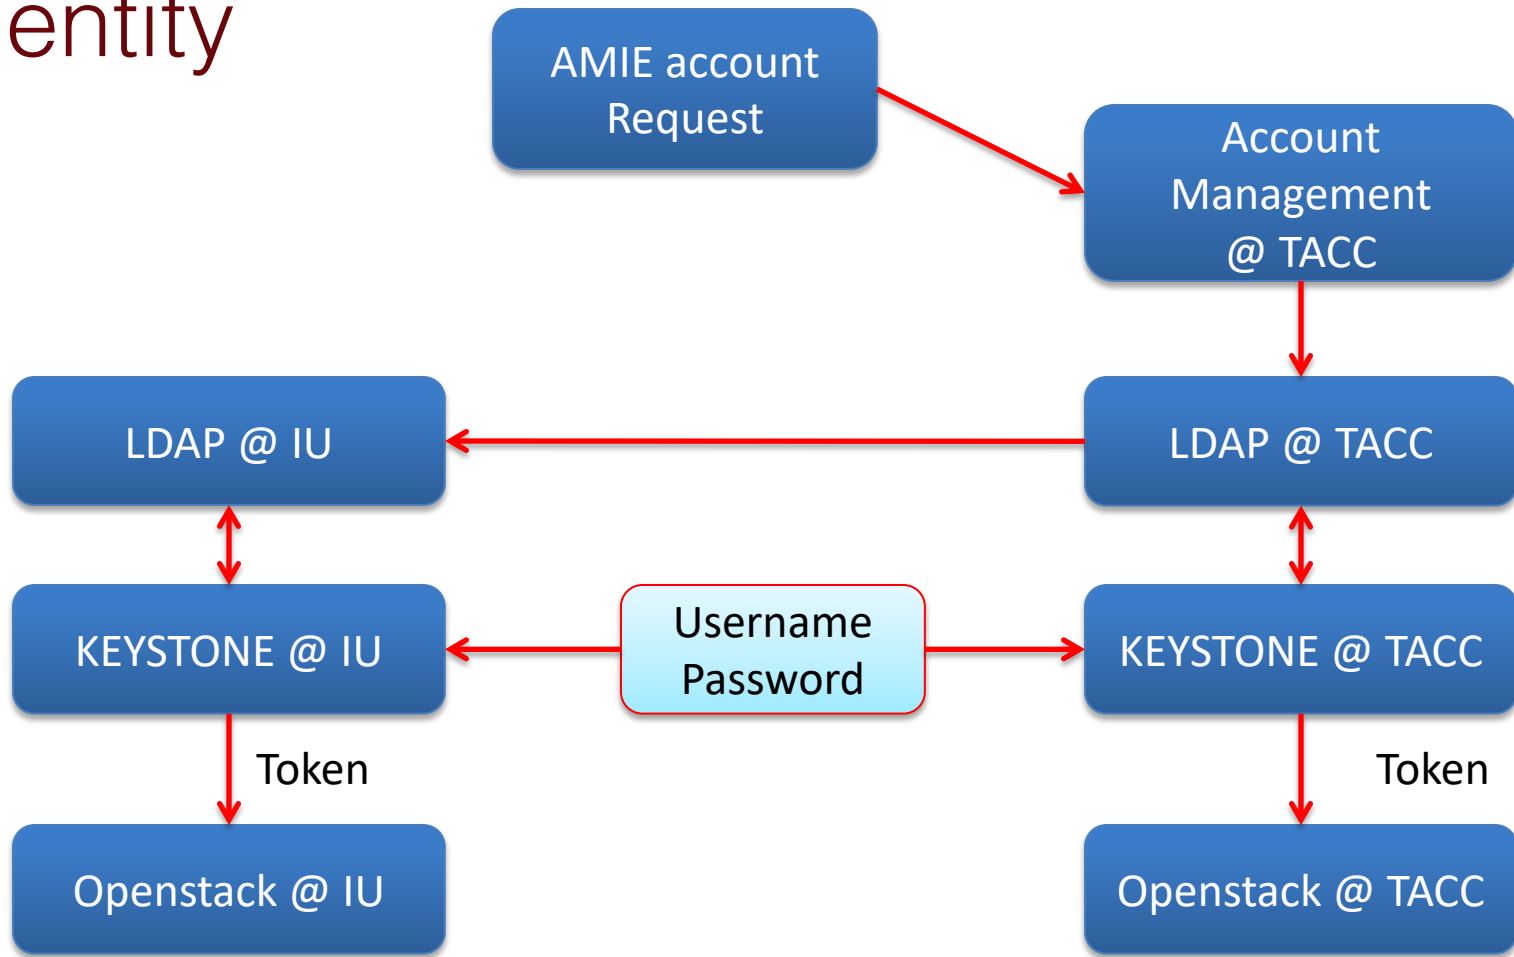 entity
AMIE account
Request
Account
Management
@ TACC
LDAP @ IU
LDAP @ TACC
KEYSTONE @ IU
Username
Password
KEYSTONE @ TACC
Token
Token
Openstack @ IU
Openstack @ TACC